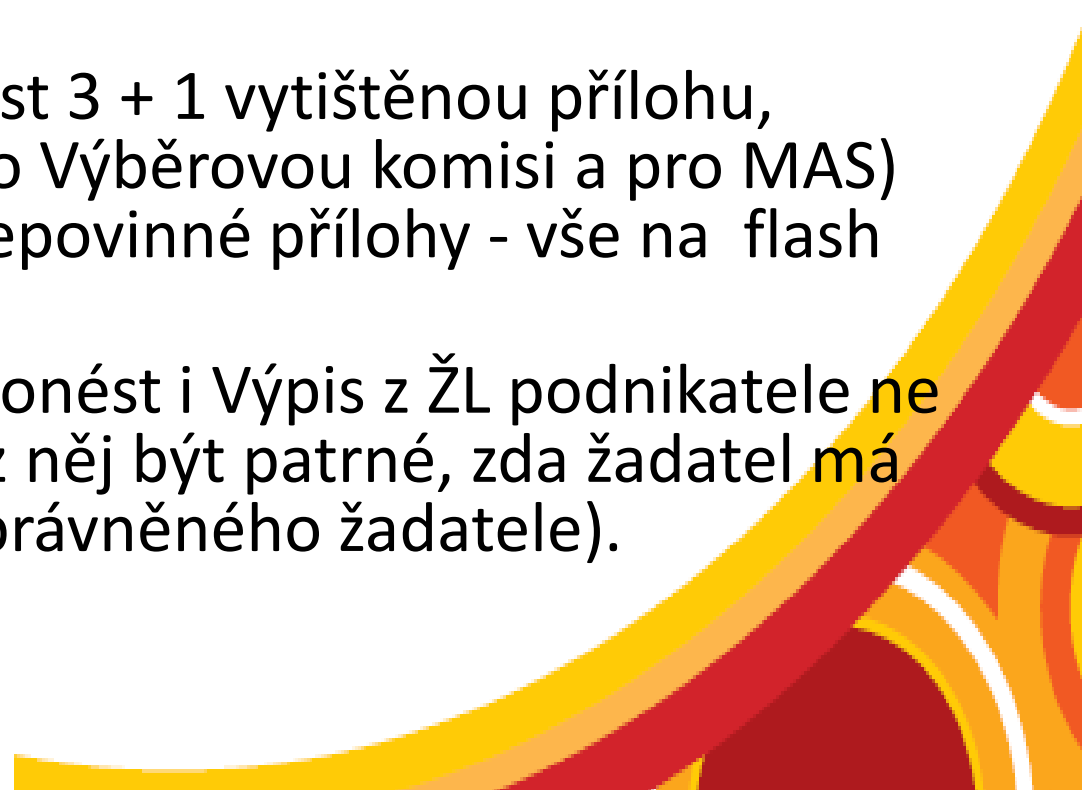 st 3 + 1 vytištěnou přílohu,
o Výběrovou komisi a pro MAS)
epovinné přílohy - vše na  flash
onést i Výpis z ŽL podnikatele ne
z něj být patrné, zda žadatel má
právněného žadatele).